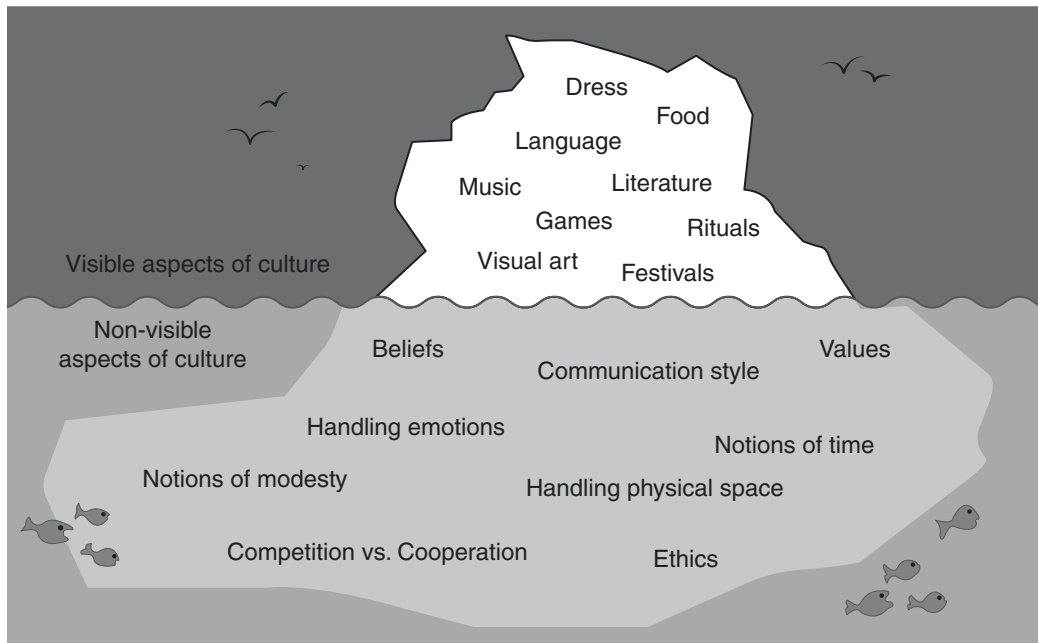 Dress
Food
Language
Music
Literature
Games
Rituals
Visual art
Festivals
Visible aspects of culture
Non-visible
aspects of culture
Beliefs
Values
Communication style
Handling emotions
Notions of time
Notions of modesty
Handling physical space
Competition vs. Cooperation
Ethics